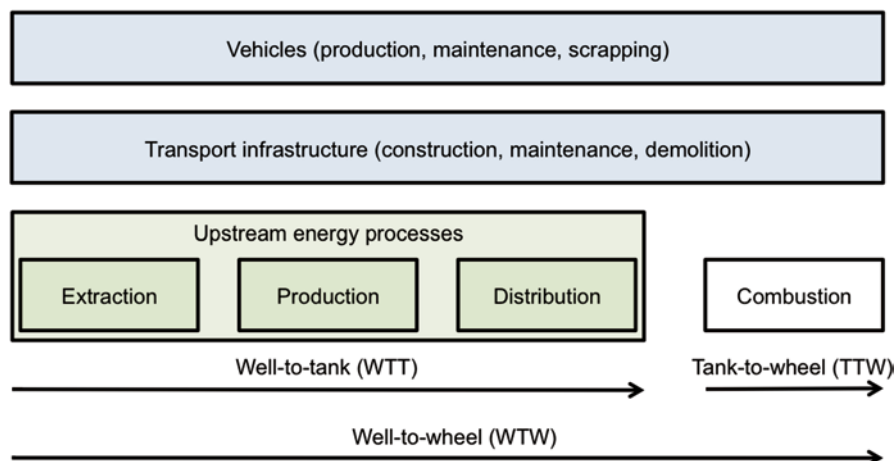 Vehicles (production, maintenance, scrapping)
Transport infrastructure (construction, maintenance, demolition)
Upstream energy processes
Extraction
Production
Distribution
Combustion
Well-to-tank (WTT)
Tank-to-wheel (TTW)
Well-to-wheel (WTW)